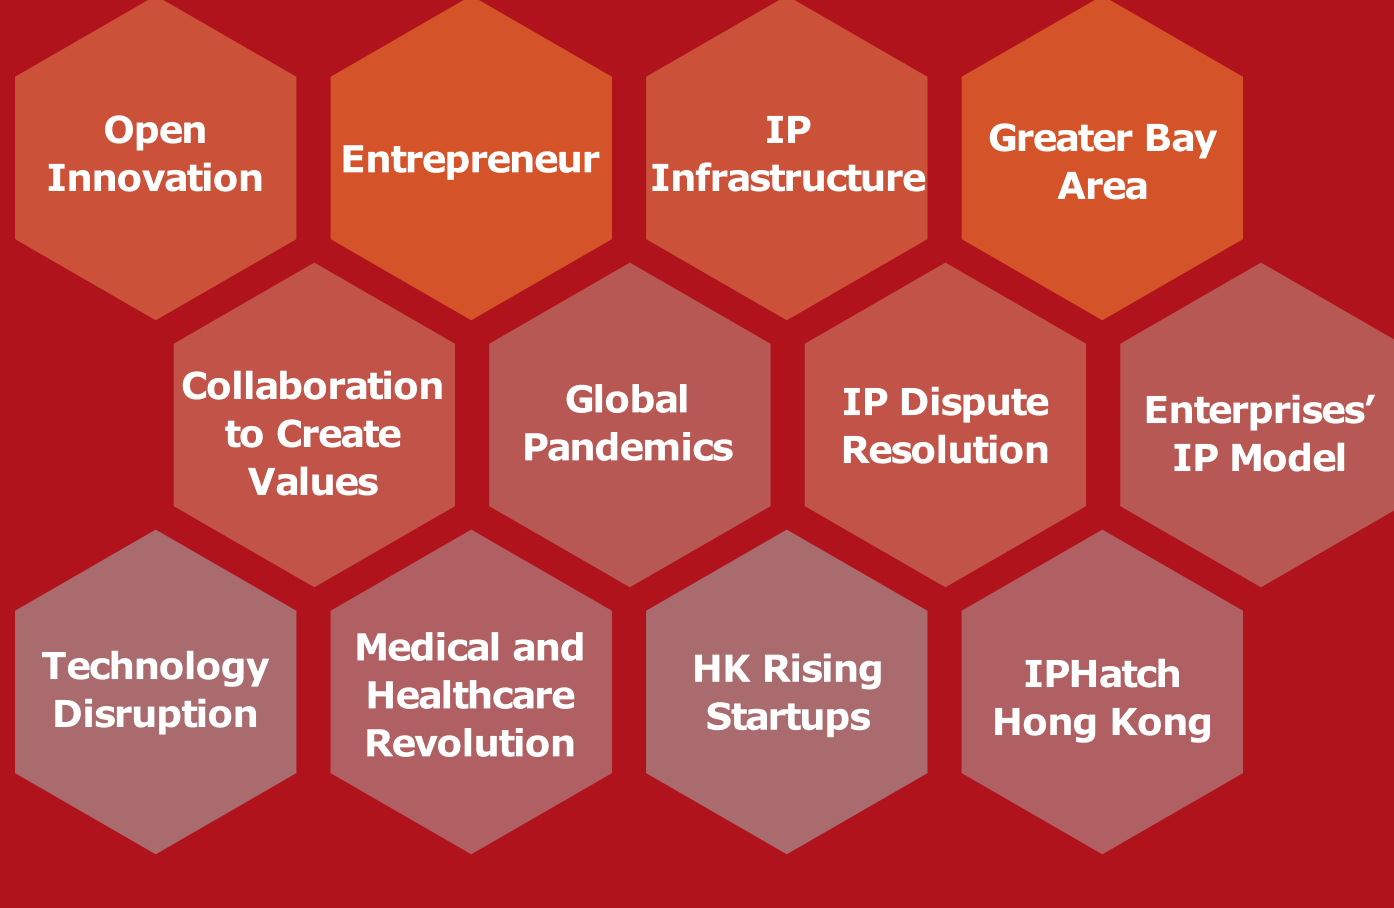 Open
Innovation
Entrepreneur
IP
Infrastructure
Greater Bay
Area
Collaboration
to Create
Values
Global
Pandemics
IP Dispute
Resolution
Enterprises’
IP Model
Technology
Disruption
Medical and
Healthcare
Revolution
HK Rising
Startups
IPHatch
Hong Kong